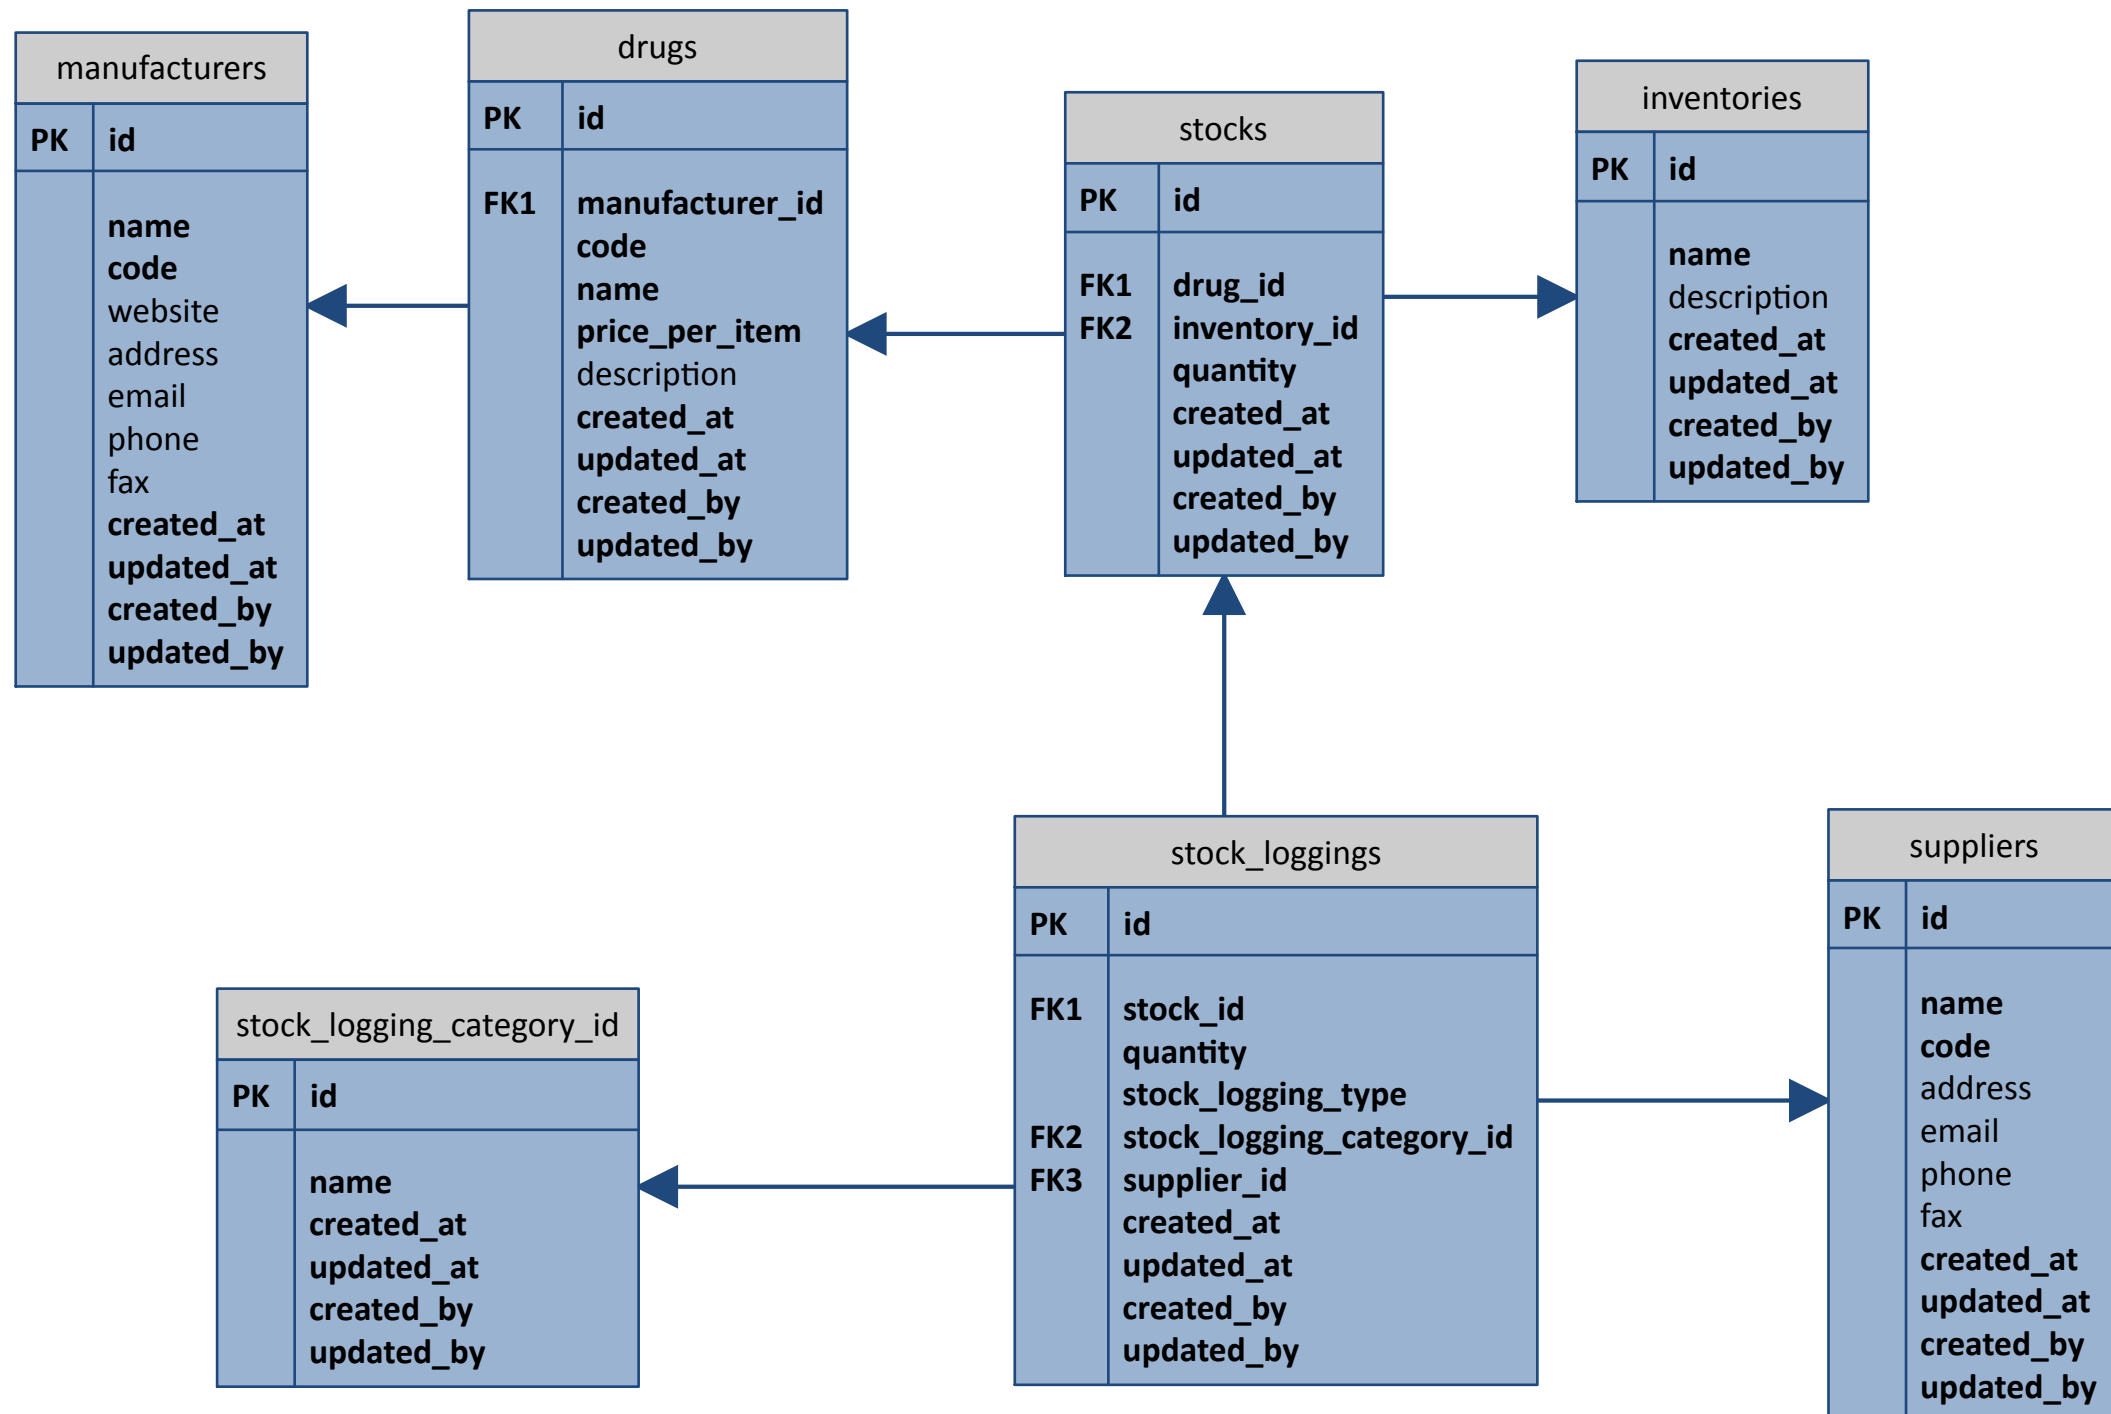 manufacturers
PK id
name
code
website
address
email
phone
fax
created_at
updated_at
created_by
updated_by
drugs
PK id
FK1 manufacturer_id
code
name
price_per_item
description
created_at
updated_at
created_by
updated_by
stocks
PK id
FK1 drug_id
FK2 inventory_id
quantity
created_at
updated_at
created_by
updated_by
inventories
PK id
name
description
created_at
updated_at
created_by
updated_by
stock_logging_category_id
PK id
name
created_at
updated_at
created_by
updated_by
stock_loggings
PK id
FK1 stock_id
quantity
stock_logging_type
FK2 stock_logging_category_id
FK3 supplier_id
created_at
updated_at
created_by
updated_by
suppliers
PK id
name
code
address
email
phone
fax
created_at
updated_at
created_by
updated_by